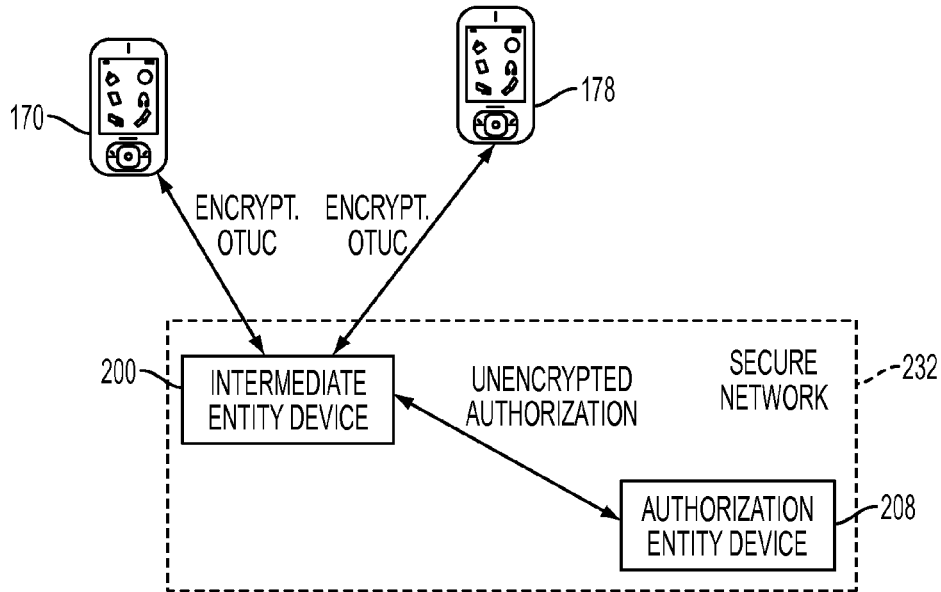 170
178
ENCRYPT.
OTUC
ENCRYPT.
OTUC
200
INTERMEDIATE
ENTITY DEVICE
UNENCRYPTED
AUTHORIZATION
SECURE
NETWORK
232
AUTHORIZATION
ENTITY DEVICE
208